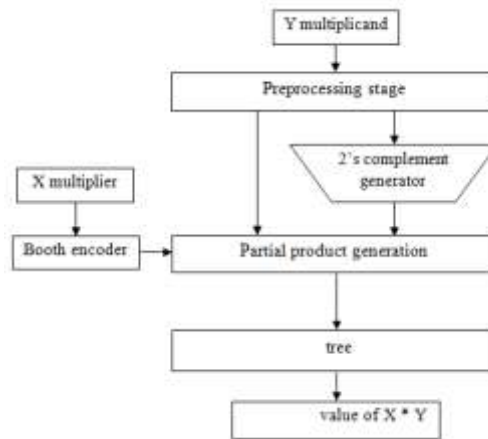 Y multiplicand
Preprocessing stage
2's complement
generator
X multiplier
Booth encoder
Partial product generation
tree
value of X * Y